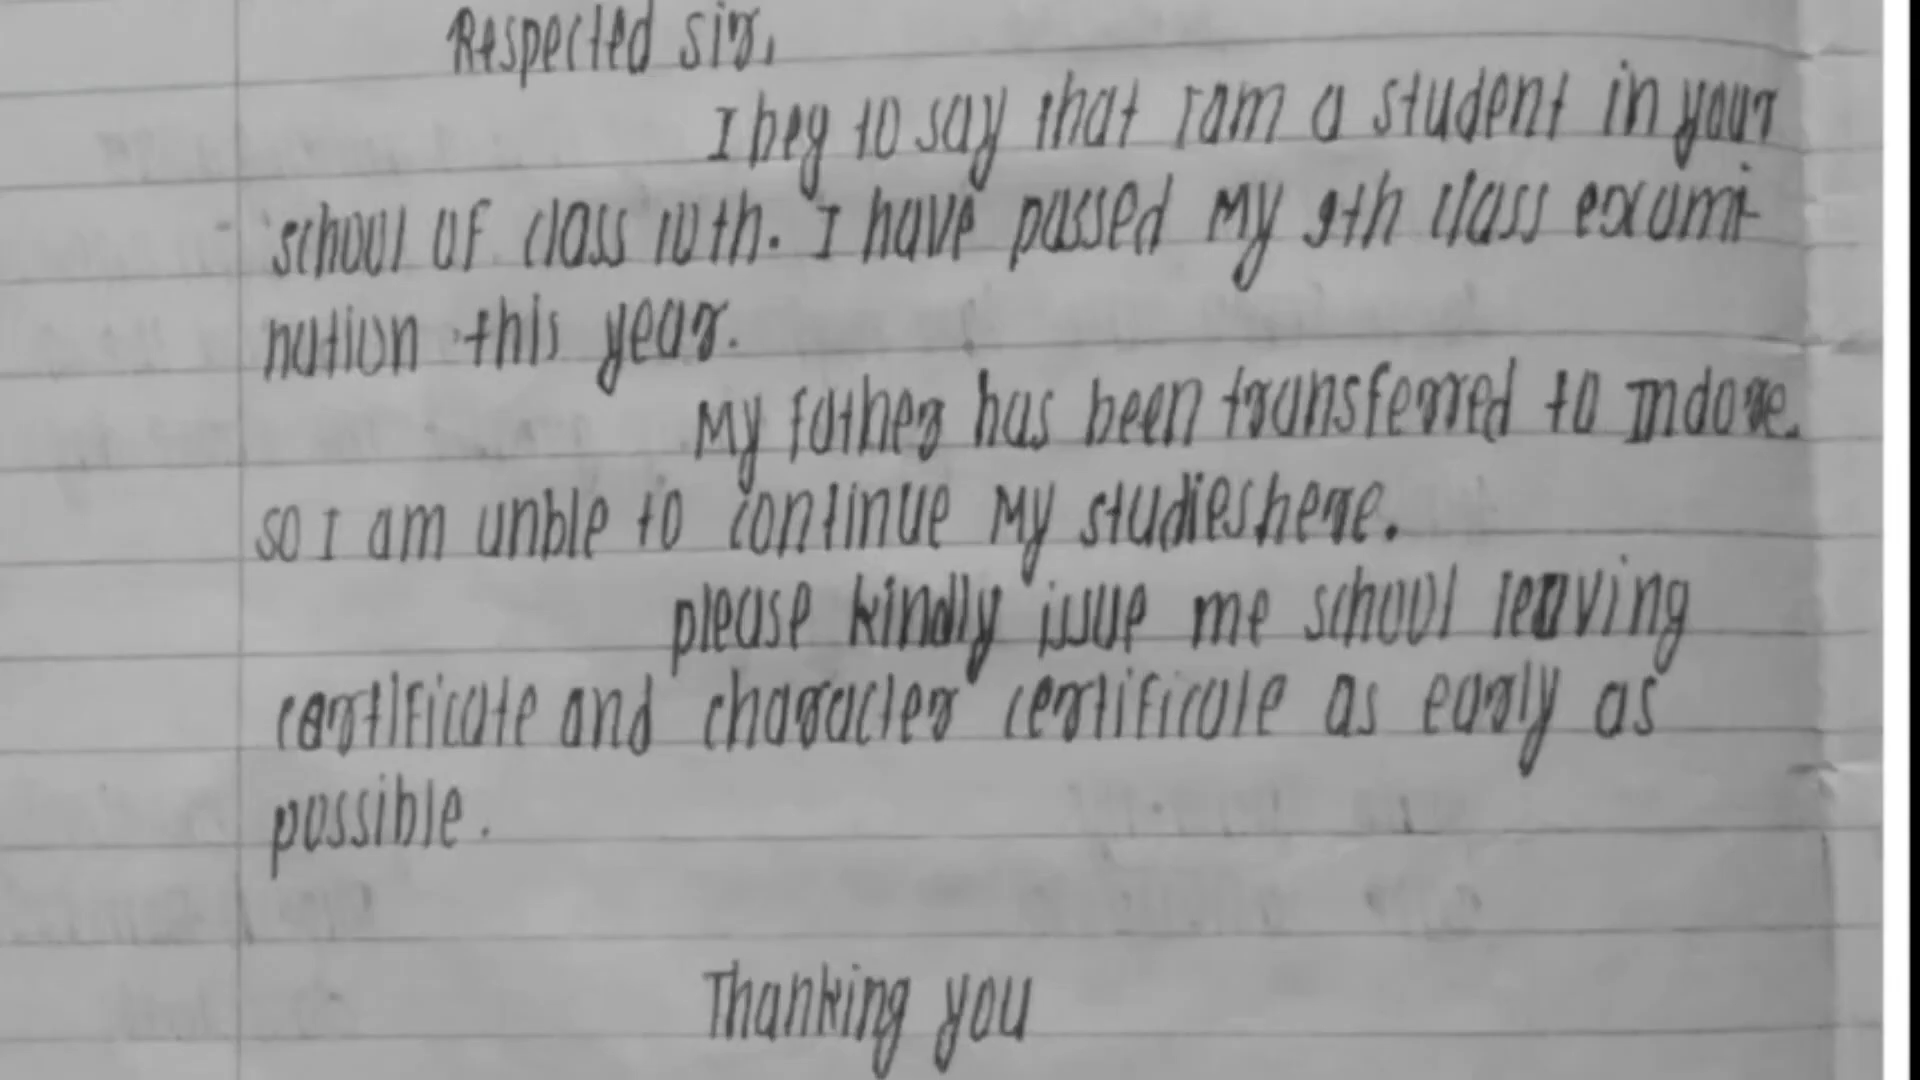 Respected sir,
I beg to say that I am a student in your
school of class 10th. I have passed my 9th class exami-
nation this year.
My father has been transferred to Indore.
so I am unble to continue my studies here.
please kindly issue me school leaving
certificate and character certificate as early as
possible.
Thanking you